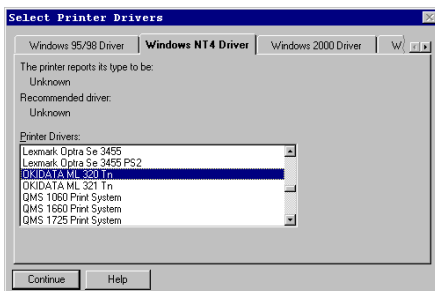 Select Printer Drivers
Windows 95/98 Driver Windows NT4 Driver Windows 2000 Driver W
The printer reports its type to be:
Unknown
Recommended driver:
Unknown
Printer Drivers:
Lexmark Optra Se 3455
Lexmark Optra Se 3455 PS2
OKIDATA ML 320 Tn
OKIDATA ML 321 Tn
QMS 1060 Print System
QMS 1660 Print System
QMS 1725 Print System
Continue Help